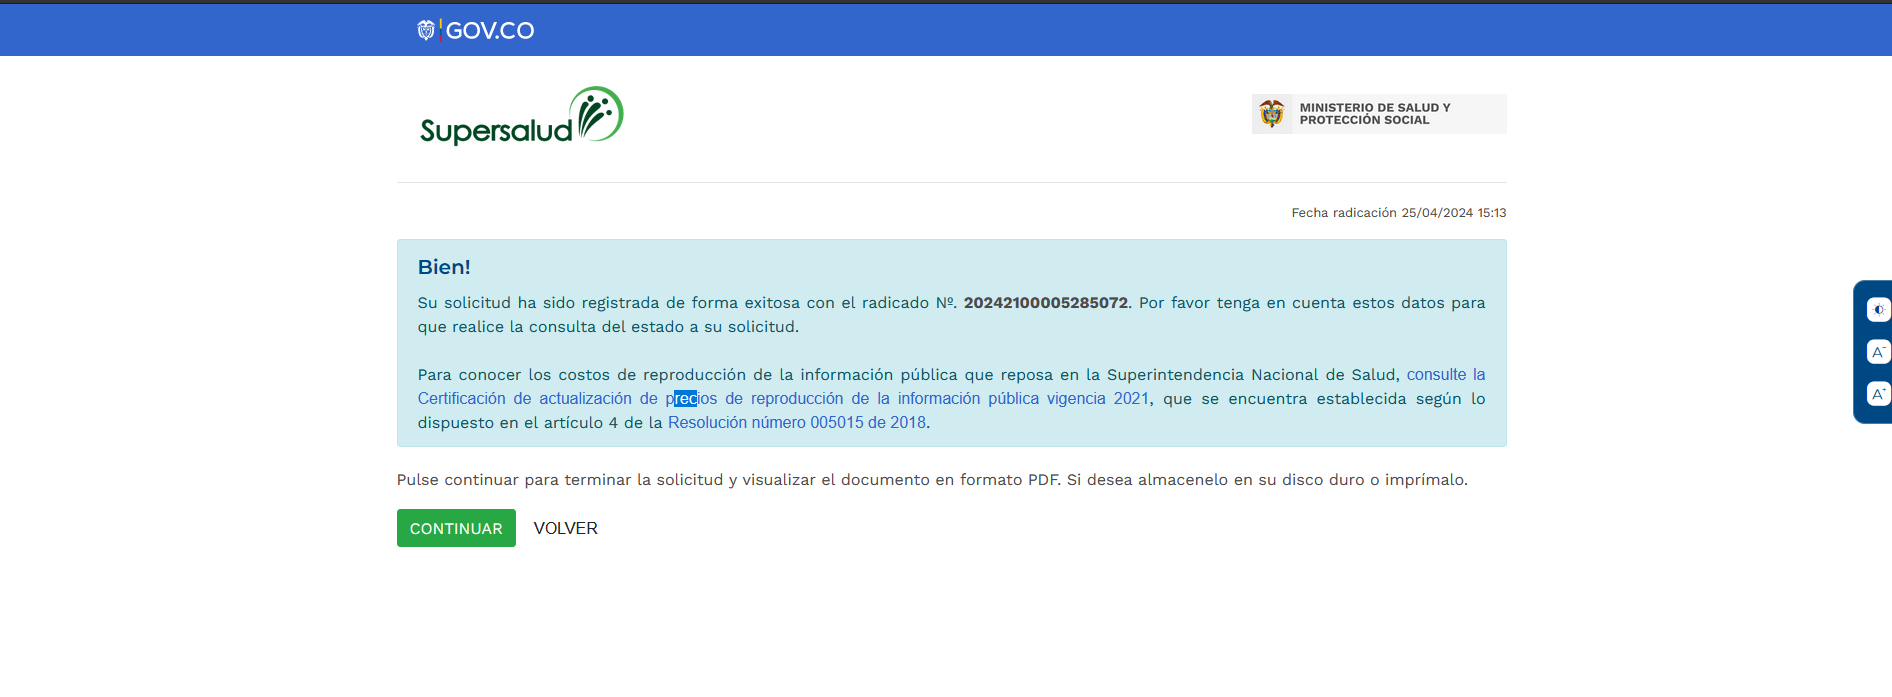 GOV.CO
Supersalud
MINISTERIO DE SALUD Y
PROTECCIÓN SOCIAL
Fecha radicación 25/04/2024 15:13
Bien!
Su solicitud ha sido registrada de forma exitosa con el radicado Nº. 20242100005285072. Por favor tenga en cuenta estos datos para
que realice la consulta del estado a su solicitud.
Para conocer los costos de reproducción de la información pública que reposa en la Superintendencia Nacional de Salud, consulte la
Certificación de actualización de precios de reproducción de la información pública vigencia 2021, que se encuentra establecida según lo
dispuesto en el artículo 4 de la Resolución número 005015 de 2018.
Pulse continuar para terminar la solicitud y visualizar el documento en formato PDF. Si desea almacenelo en su disco duro o imprímalo.
CONTINUAR VOLVER
A-
A+